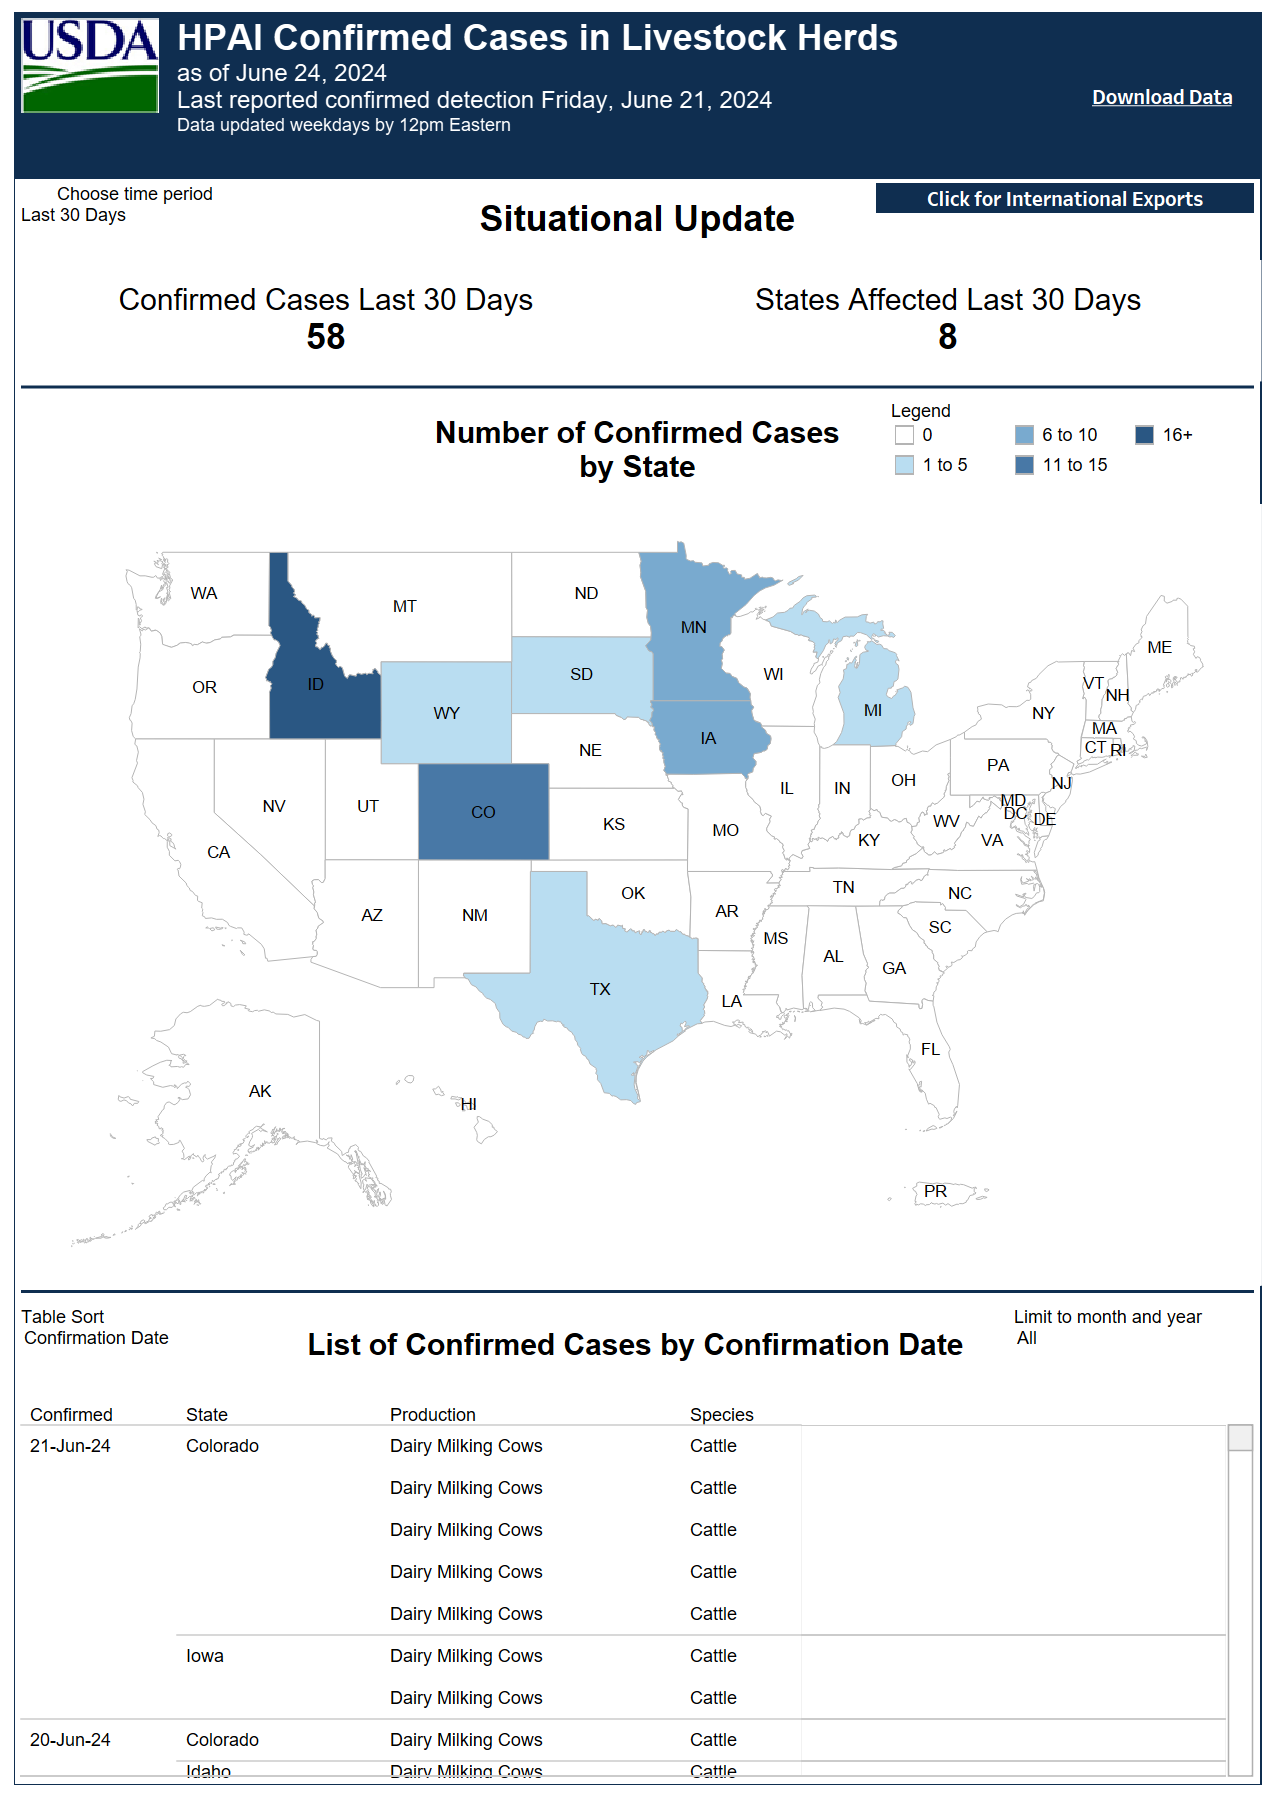 USDA
HPAI Confirmed Cases in Livestock Herds
as of June 24, 2024
Last reported confirmed detection Friday, June 21, 2024
Data updated weekdays by 12pm Eastern
Download Data
Choose time period
Last 30 Days
Click for International Exports
Situational Update
Confirmed Cases Last 30 Days
58
States Affected Last 30 Days
8
Number of Confirmed Cases
by State
Legend
0
6 to 10
16+
1 to 5
11 to 15
WA
MT
ND
MN
ME
OR
ID
WY
SD
WI
MI
VT
NH
NY
MA
CT
RI
IA
NE
PA
NJ
NV
UT
CO
IL
IN
OH
MD
DC
DE
KS
MO
WV
VA
KY
CA
OK
TN
NC
AZ
NM
AR
SC
MS
AL
GA
TX
LA
FL
AK
HI
PR
Table Sort
Confirmation Date
List of Confirmed Cases by Confirmation Date
Limit to month and year
All
Confirmed State Production Species
21-Jun-24 Colorado Dairy Milking Cows Cattle
Dairy Milking Cows Cattle
Dairy Milking Cows Cattle
Dairy Milking Cows Cattle
Dairy Milking Cows Cattle
Iowa Dairy Milking Cows Cattle
Dairy Milking Cows Cattle
20-Jun-24 Colorado Dairy Milking Cows Cattle
Idaho Dairy Milking Cows Cattle